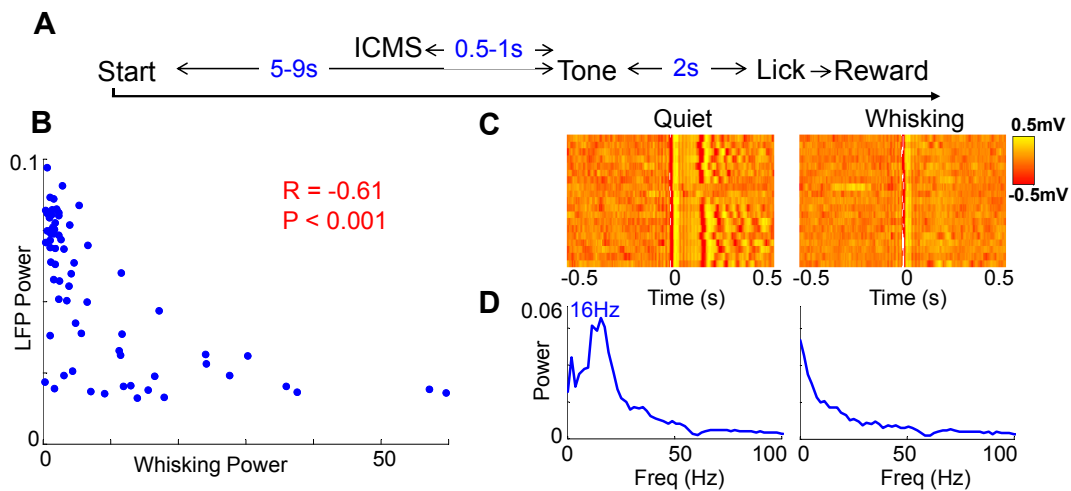 A
Start
5-9s
ICMS
0.5-1s
Tone
2s
Lick
Reward
B
0.1
LFP Power
0
R = -0.61
P < 0.001
0
50
Whisking Power
C
Quiet
Whisking
0.5mV
-0.5mV
-0.5
0
0.5
Time (s)
-0.5
0
0.5
Time (s)
D
0.06
16Hz
Power
0
0
50
100
Freq (Hz)
0
50
100
Freq (Hz)